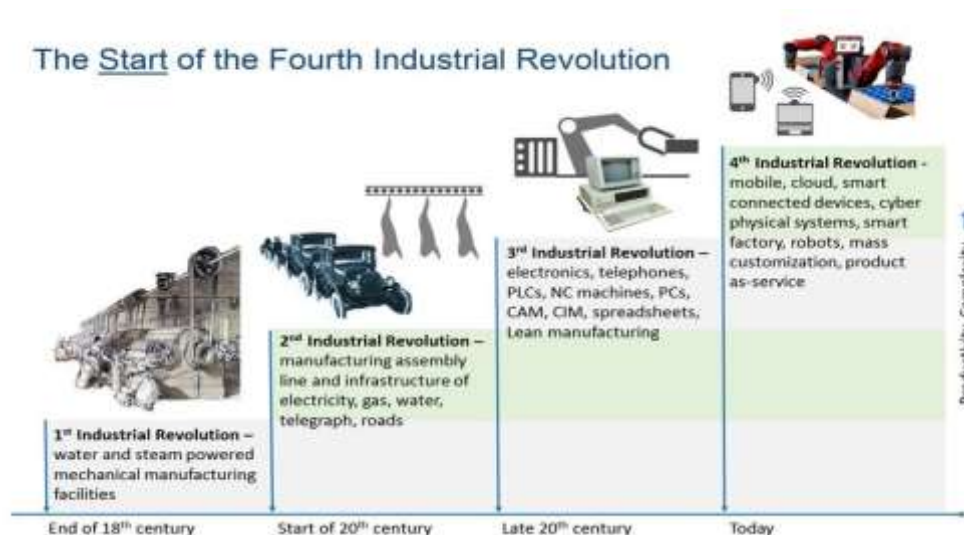 The Start of the Fourth Industrial Revolution
4th Industrial Revolution -
mobile, cloud, smart
connected devices, cyber
physical systems, smart
factory, robots, mass
customization, product
as-service
3rd Industrial Revolution –
electronics, telephones,
PLCs, NC machines, PCs,
CAM, CIM, spreadsheets,
Lean manufacturing
2nd Industrial Revolution –
manufacturing assembly
line and infrastructure of
electricity, gas, water,
telegraph, roads
1st Industrial Revolution –
water and steam powered
mechanical manufacturing
facilities
End of 18th century
Start of 20th century
Late 20th century
Today